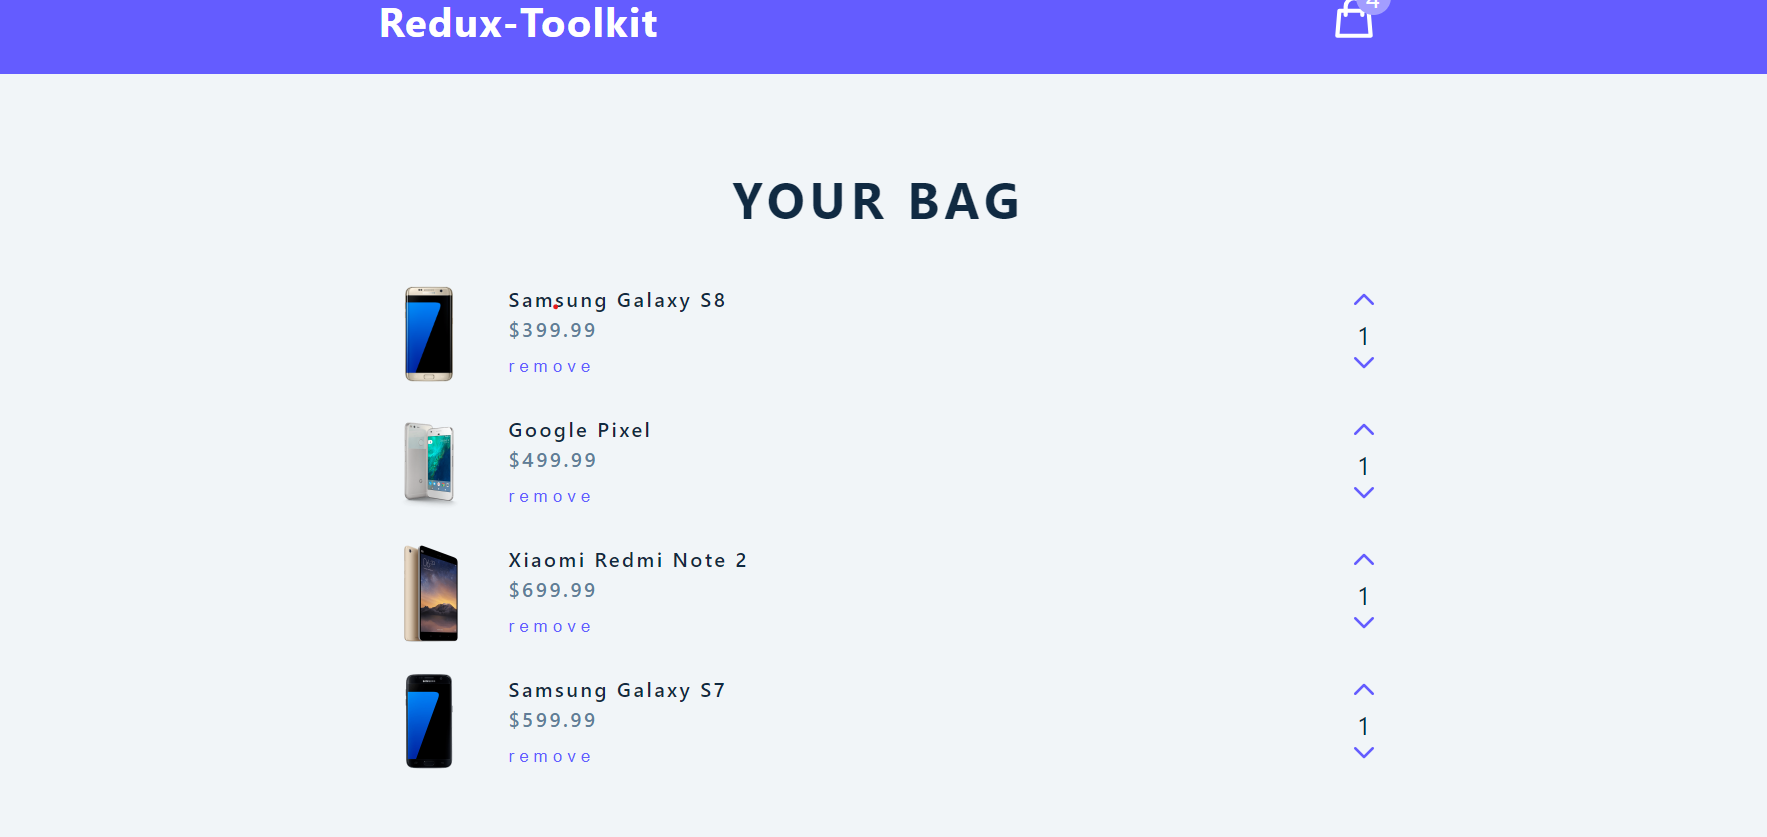 Redux-Toolkit
4
YOUR BAG
Samsung Galaxy S8
$399.99
remove
1
Google Pixel
$499.99
remove
1
Xiaomi Redmi Note 2
$699.99
remove
1
Samsung Galaxy S7
$599.99
remove
1